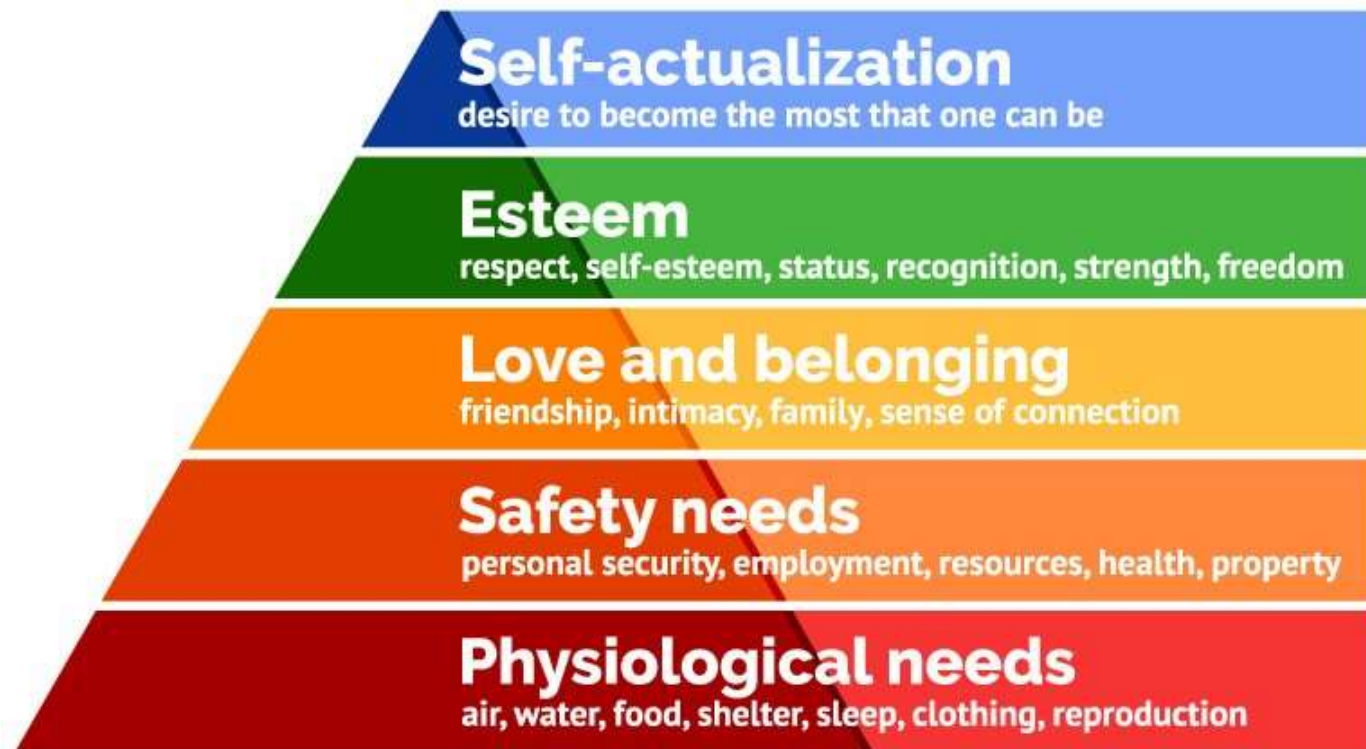 Self-actualization
desire to become the most that one can be
Esteem
respect, self-esteem, status, recognition, strength, freedom
Love and belonging
friendship, intimacy, family, sense of connection
Safety needs
personal security, employment, resources, health, property
Physiological needs
air, water, food, shelter, sleep, clothing, reproduction